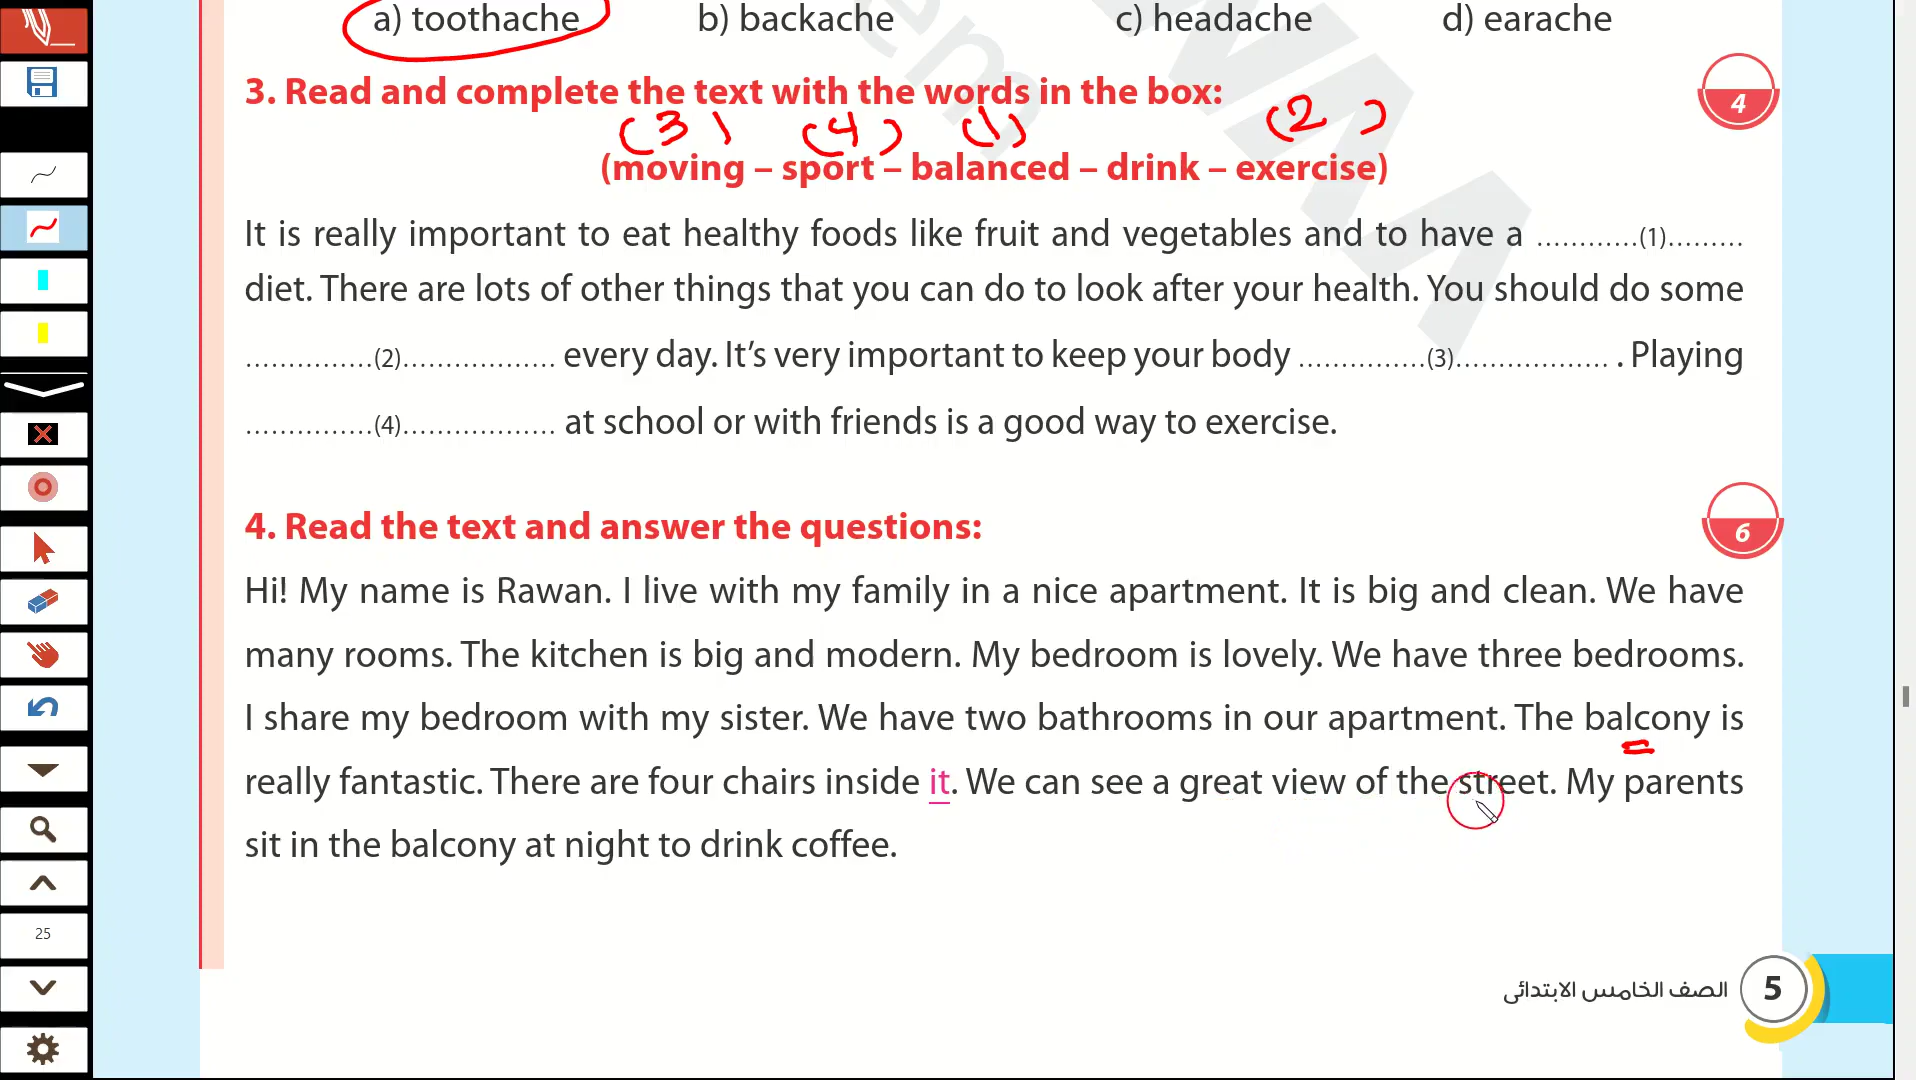 a) toothache b) backache c) headache d) earache
3. Read and complete the text with the words in the box:
4
(3) (4) (1) (2)
(moving – sport – balanced – drink – exercise)
It is really important to eat healthy foods like fruit and vegetables and to have a ............(1).........
diet. There are lots of other things that you can do to look after your health. You should do some
...............(2).................. every day. It’s very important to keep your body ...............(3).................. . Playing
...............(4).................. at school or with friends is a good way to exercise.
4. Read the text and answer the questions:
6
Hi! My name is Rawan. I live with my family in a nice apartment. It is big and clean. We have
many rooms. The kitchen is big and modern. My bedroom is lovely. We have three bedrooms.
I share my bedroom with my sister. We have two bathrooms in our apartment. The balcony is
really fantastic. There are four chairs inside it. We can see a great view of the street. My parents
sit in the balcony at night to drink coffee.
25
الصف الخامس الابتدائى 5